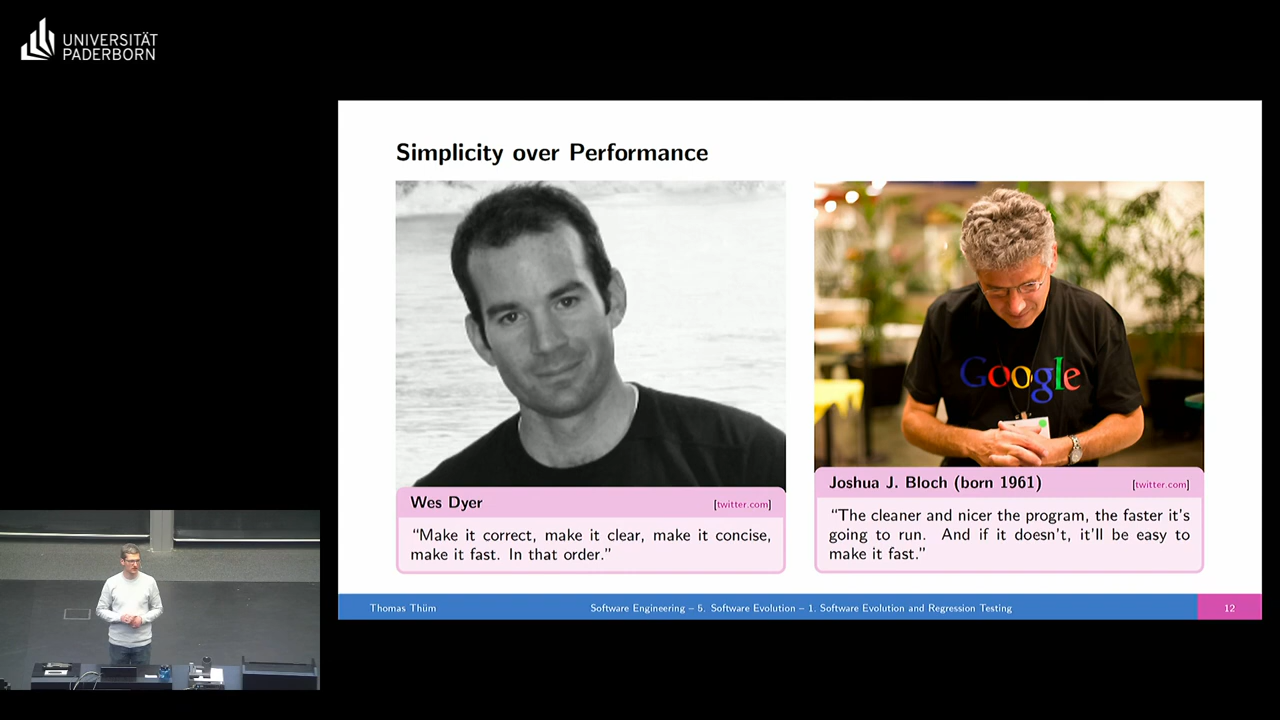 UNIVERSITÄT
PADERBORN
Simplicity over Performance
Google
Wes Dyer [twitter.com]
“Make it correct, make it clear, make it concise,
make it fast. In that order.”
Joshua J. Bloch (born 1961) [twitter.com]
“The cleaner and nicer the program, the faster it's
going to run. And if it doesn't, it'll be easy to
make it fast.”
Thomas Thüm Software Engineering – 5. Software Evolution – 1. Software Evolution and Regression Testing 12